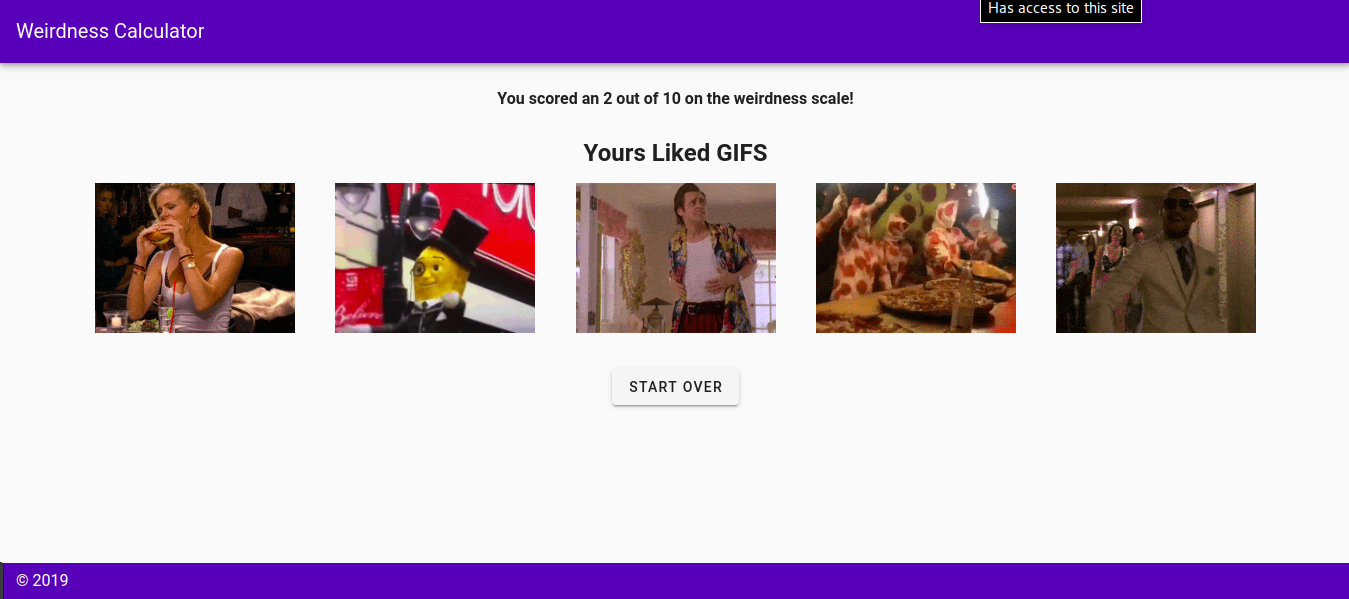 Has access to this site
Weirdness Calculator
You scored an 2 out of 10 on the weirdness scale!
Yours Liked GIFS
START OVER
© 2019